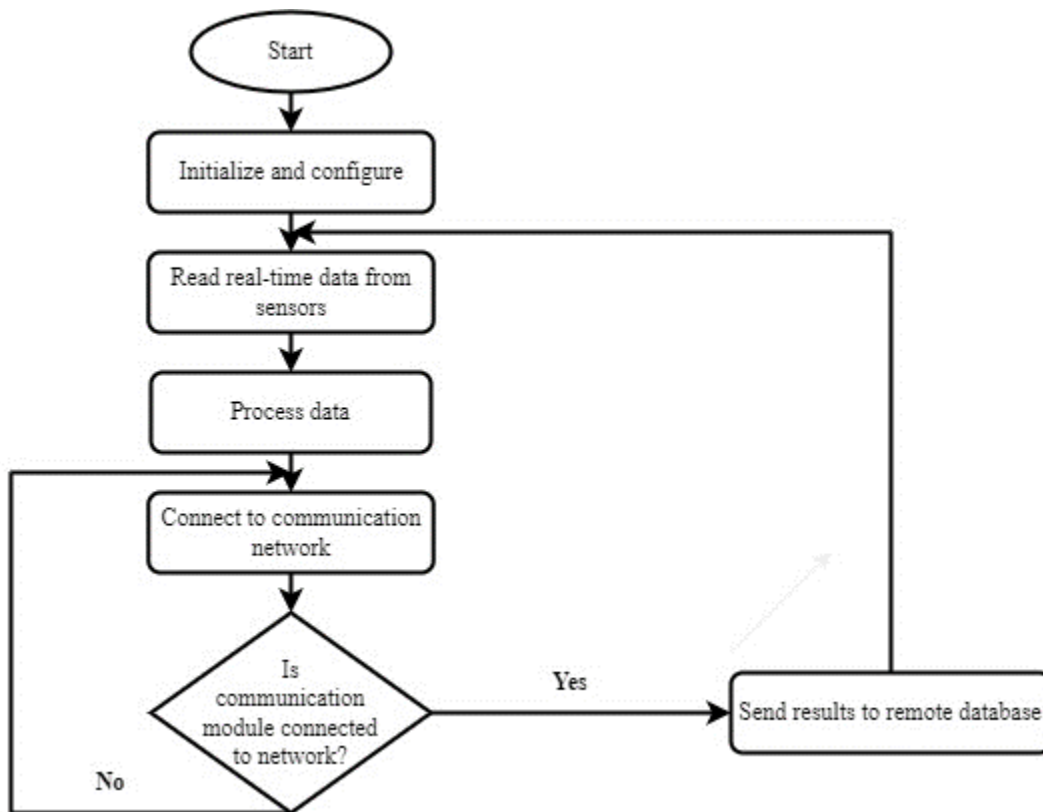 Start
Initialize and configure
Read real-time data from
sensors
Process data
Connect to communication
network
Is
communication
module connected
to network?
Yes
Send results to remote database
No